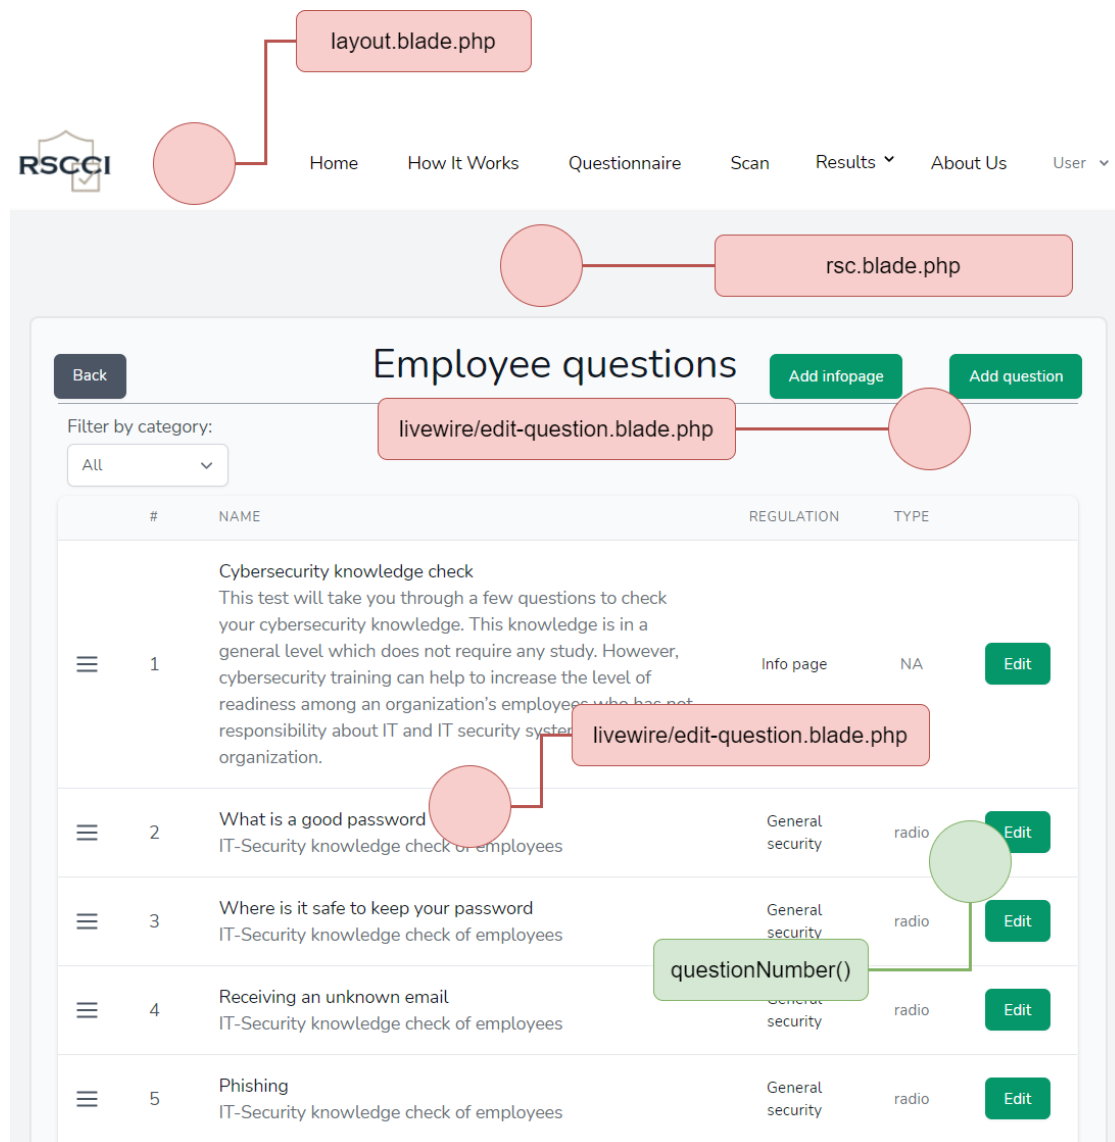 layout.blade.php
RSCCI
Home How It Works Questionnaire Scan Results About Us User
rsc.blade.php
Back
Employee questions
Add infopage
Add question
Filter by category:
livewire/edit-question.blade.php
All
# NAME REGULATION TYPE
Cybersecurity knowledge check
This test will take you through a few questions to check
your cybersecurity knowledge. This knowledge is in a
general level which does not require any study. However,
cybersecurity training can help to increase the level of
readiness among an organization's employees who has not
responsibility about IT and IT security
organization.
1
Info page
NA
Edit
livewire/edit-question.blade.php
What is a good password
IT-Security knowledge check of employees
2
General
security
radio
Edit
Where is it safe to keep your password
IT-Security knowledge check of employees
3
General
security
radio
Edit
questionNumber()
Receiving an unknown email
IT-Security knowledge check of employees
4
General
security
radio
Edit
Phishing
IT-Security knowledge check of employees
5
General
security
radio
Edit